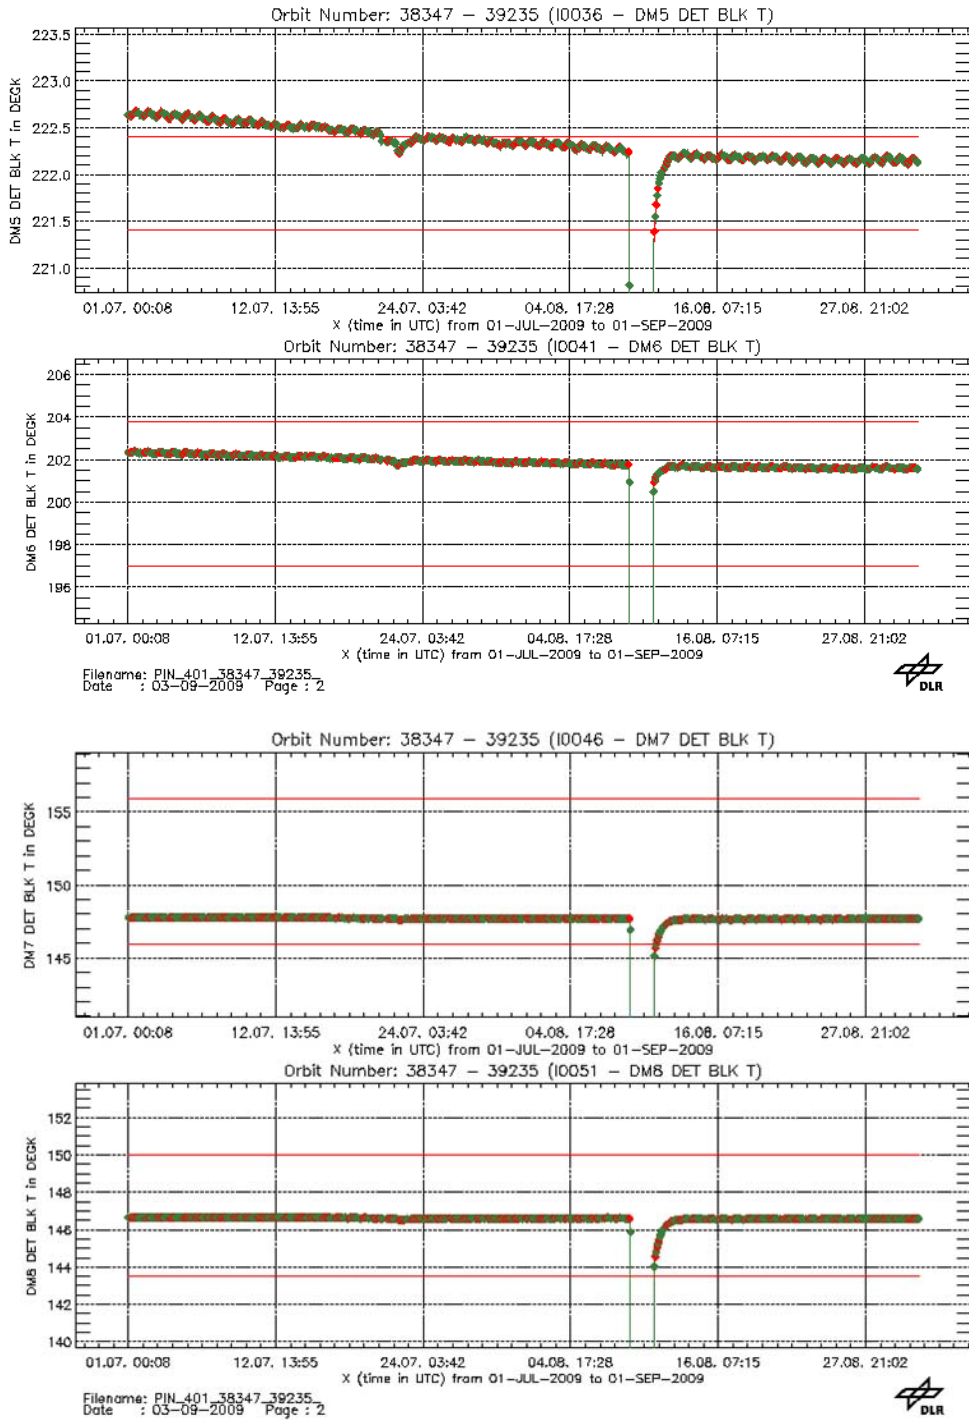 Orbit Number: 38347 – 39235 (I0036 – DM5 DET BLK T)
DM5 DET BLK T in DEGK
223.5
223.0
222.5
222.0
221.5
221.0
01.07. 00:08 12.07. 13:55 24.07. 03:42 04.08. 17:28 16.08. 07:15 27.08. 21:02
X (time in UTC) from 01-JUL-2009 to 01-SEP-2009
Orbit Number: 38347 – 39235 (I0041 – DM6 DET BLK T)
DM6 DET BLK T in DEGK
206
204
202
200
198
196
01.07. 00:08 12.07. 13:55 24.07. 03:42 04.08. 17:28 16.08. 07:15 27.08. 21:02
X (time in UTC) from 01-JUL-2009 to 01-SEP-2009
Filename: PIN_401_38347_39235_
Date : 03-09-2009 Page : 2
DLR
Orbit Number: 38347 – 39235 (I0046 – DM7 DET BLK T)
DM7 DET BLK T in DEGK
155
150
145
01.07. 00:08 12.07. 13:55 24.07. 03:42 04.08. 17:28 16.08. 07:15 27.08. 21:02
X (time in UTC) from 01-JUL-2009 to 01-SEP-2009
Orbit Number: 38347 – 39235 (I0051 – DM8 DET BLK T)
DM8 DET BLK T in DEGK
152
150
148
146
144
142
140
01.07. 00:08 12.07. 13:55 24.07. 03:42 04.08. 17:28 16.08. 07:15 27.08. 21:02
X (time in UTC) from 01-JUL-2009 to 01-SEP-2009
Filename: PIN_401_38347_39235_
Date : 03-09-2009 Page : 2
DLR